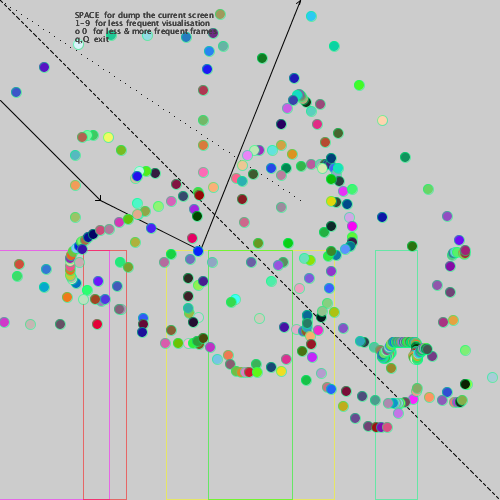 SPACE for dump the current screen
1-9 for less frequent visualisation
o 0 for less & more frequent frames
q,Q exit